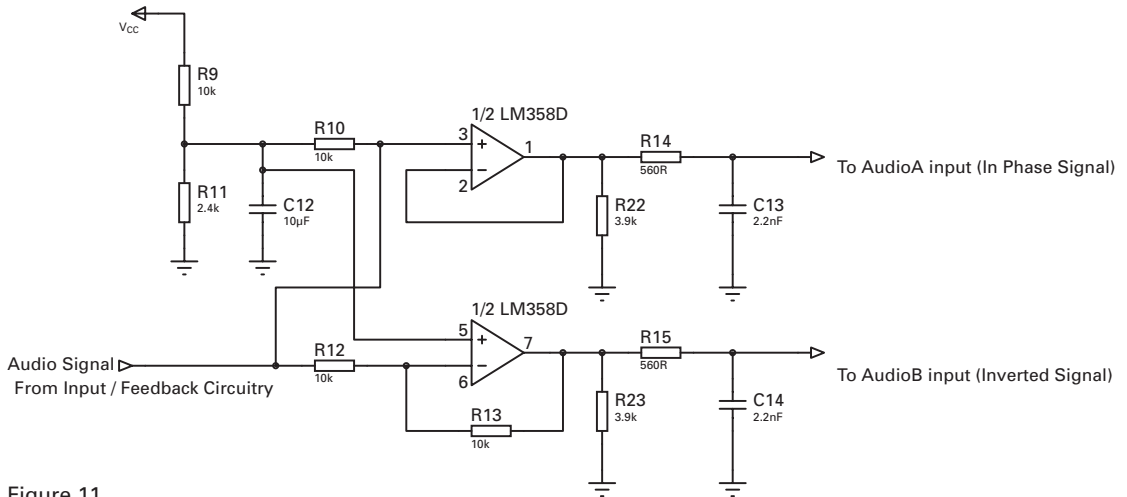 VCC
R9
10k
1/2 LM358D
R10
10k
3
+
1
-
2
R14
560R
To AudioA input (In Phase Signal)
R11
2.4k
C12
10µF
R22
3.9k
C13
2.2nF
1/2 LM358D
5
+
7
-
6
R12
10k
R15
560R
Audio Signal
From Input / Feedback Circuitry
To AudioB input (Inverted Signal)
R13
10k
R23
3.9k
C14
2.2nF
Figure 11